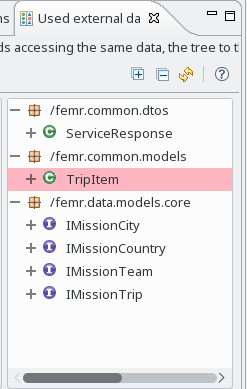 ns
Used external da
ds accessing the same data, the tree to t
/femr.common.dtos
ServiceResponse
/femr.common.models
TripItem
/femr.data.models.core
IMissionCity
IMissionCountry
IMissionTeam
IMissionTrip